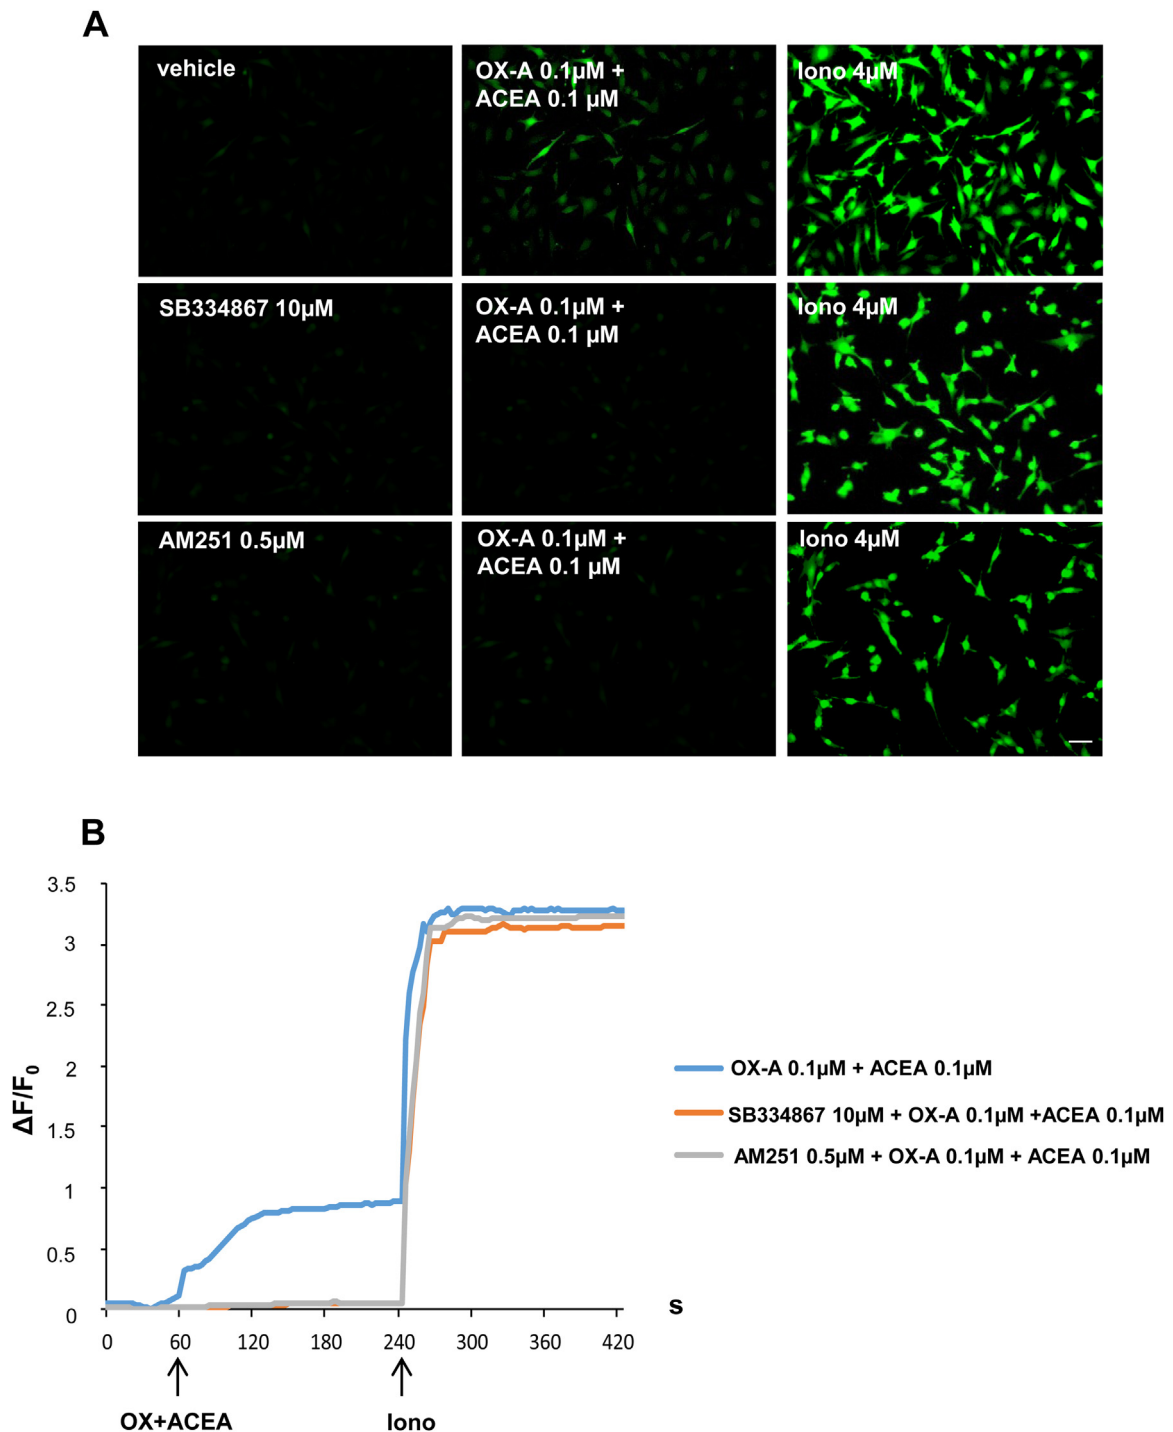 A
vehicle
OX-A 0.1µM +
ACEA 0.1 µM
Iono 4µM
SB334867 10µM
OX-A 0.1µM +
ACEA 0.1 µM
Iono 4µM
AM251 0.5µM
OX-A 0.1µM +
ACEA 0.1 µM
Iono 4µM
B
3.5
3
2.5
2
1.5
1
0.5
0
ΔF/F0
0 60 120 180 240 300 360 420
s
OX+ACEA
Iono
OX-A 0.1µM + ACEA 0.1µM
SB334867 10µM + OX-A 0.1µM +ACEA 0.1µM
AM251 0.5µM + OX-A 0.1µM + ACEA 0.1µM